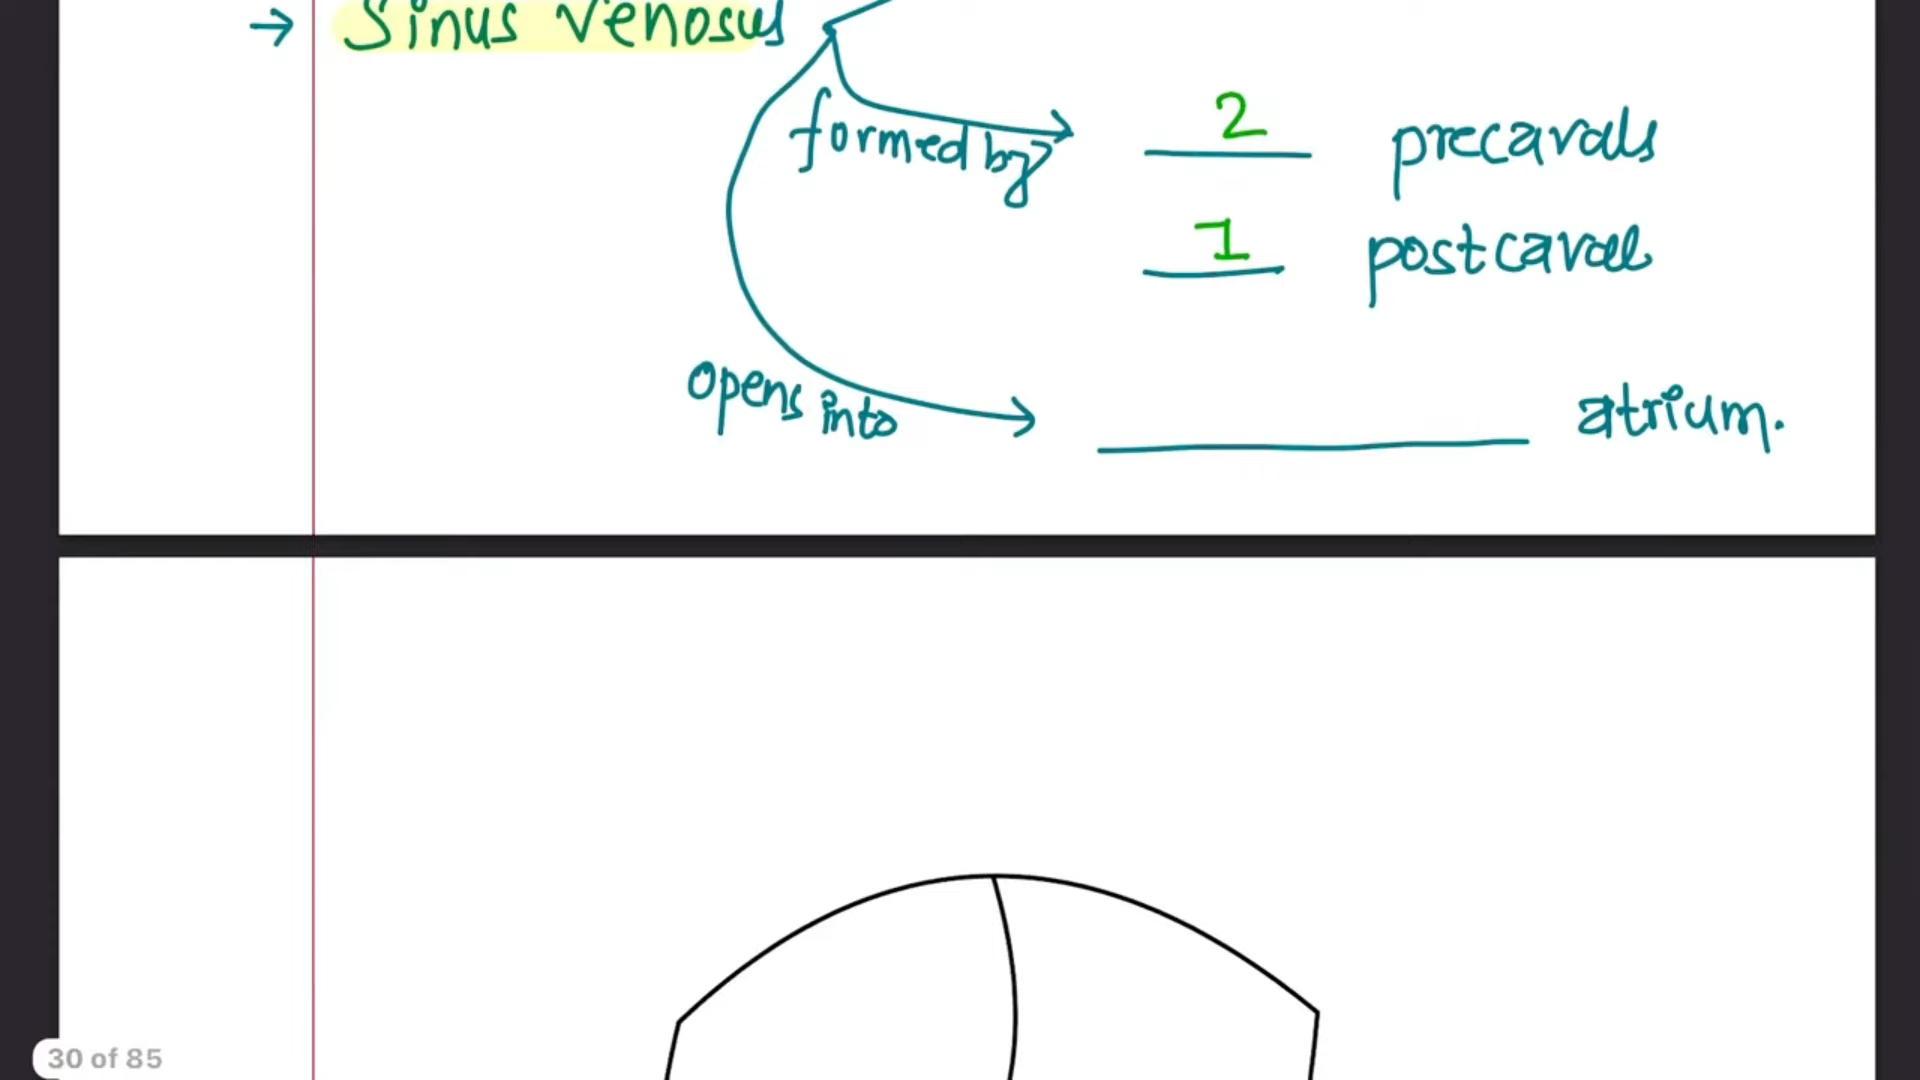 → Sinus Venosus
formed by
2 precavals
1 postcaval
opens into
atrium.
30 of 85